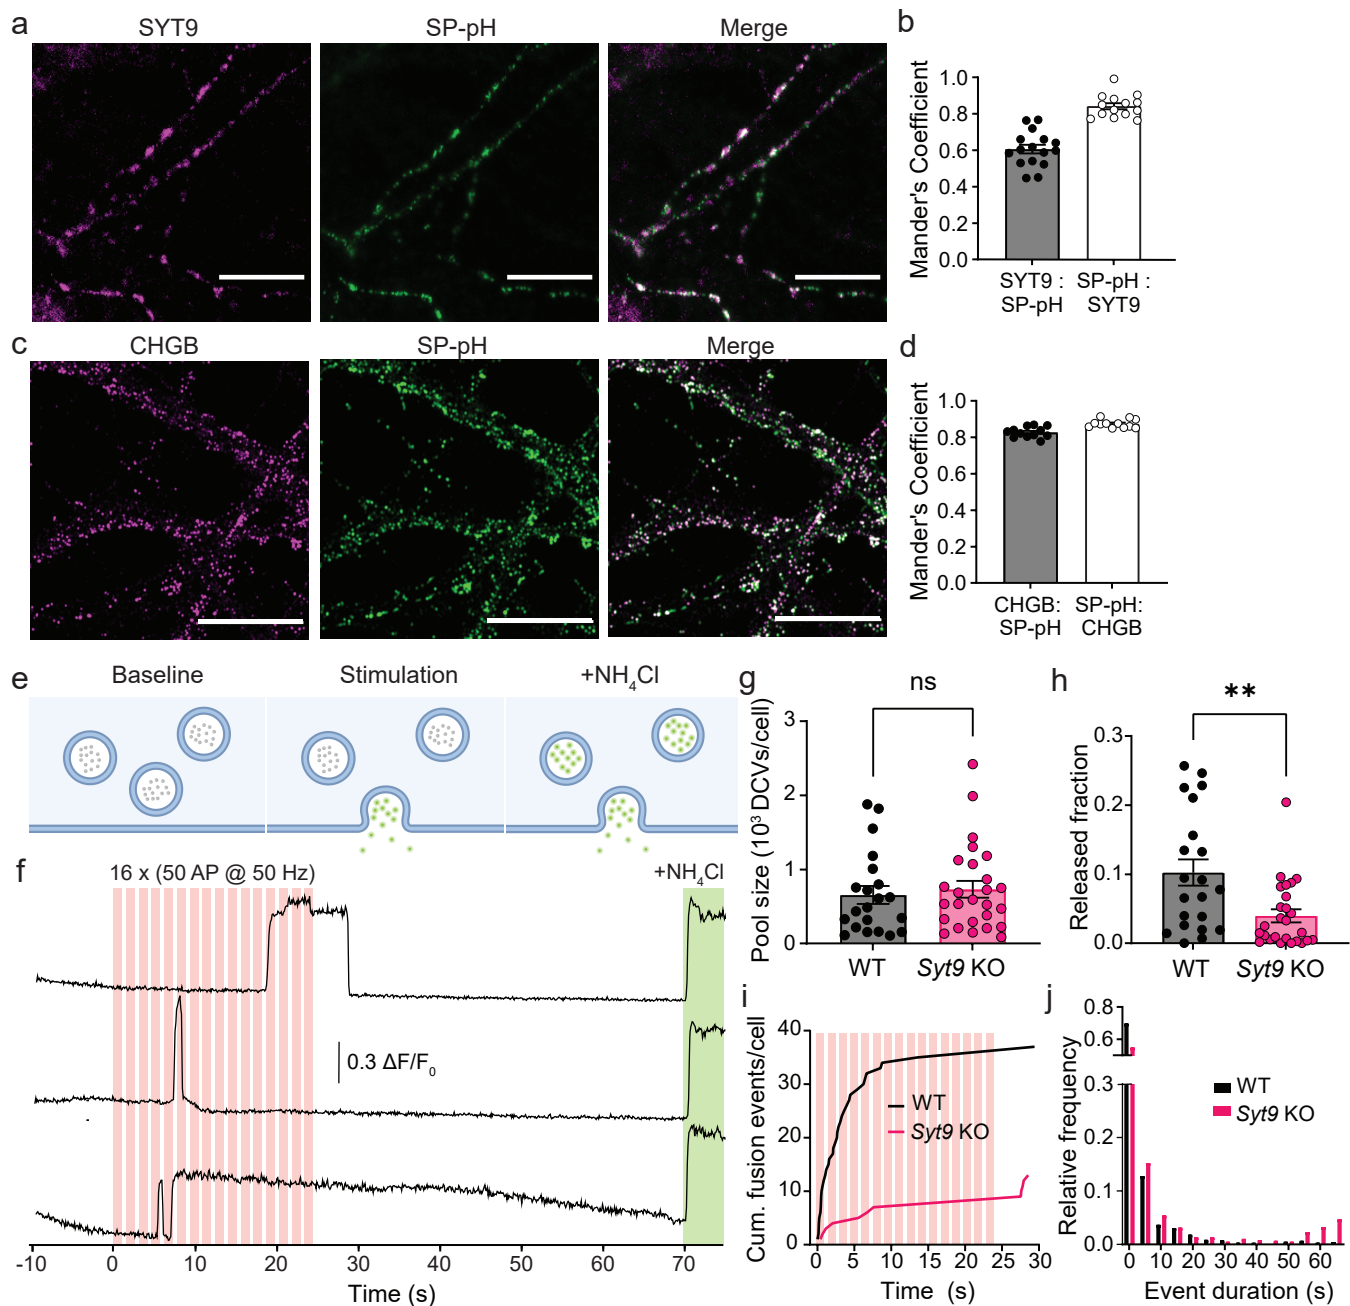 a
SYT9
SP-pH
Merge
b
Mander's Coefficient
1.0
0.8
0.6
0.4
0.2
0.0
SYT9 :
SP-pH
SP-pH :
SYT9
c
CHGB
SP-pH
Merge
d
Mander's Coefficient
1.0
0.8
0.6
0.4
0.2
0.0
CHGB:
SP-pH
SP-pH:
CHGB
e
Baseline
Stimulation
+NH₄Cl
f
16 x (50 AP @ 50 Hz)
+NH₄Cl
0.3 ΔF/F₀
-10 0 10 20 30 40 50 60 70
Time (s)
g
ns
Pool size (10³ DCVs/cell)
3
2
1
0
WT
Syt9 KO
h
**
Released fraction
0.3
0.2
0.1
0.0
WT
Syt9 KO
i
Cum. fusion events/cell
40
30
20
10
0
WT
Syt9 KO
0 5 10 15 20 25 30
Time (s)
j
Relative frequency
0.8
0.6
0.3
0.2
0.1
0.0
WT
Syt9 KO
0 10 20 30 40 50 60
Event duration (s)